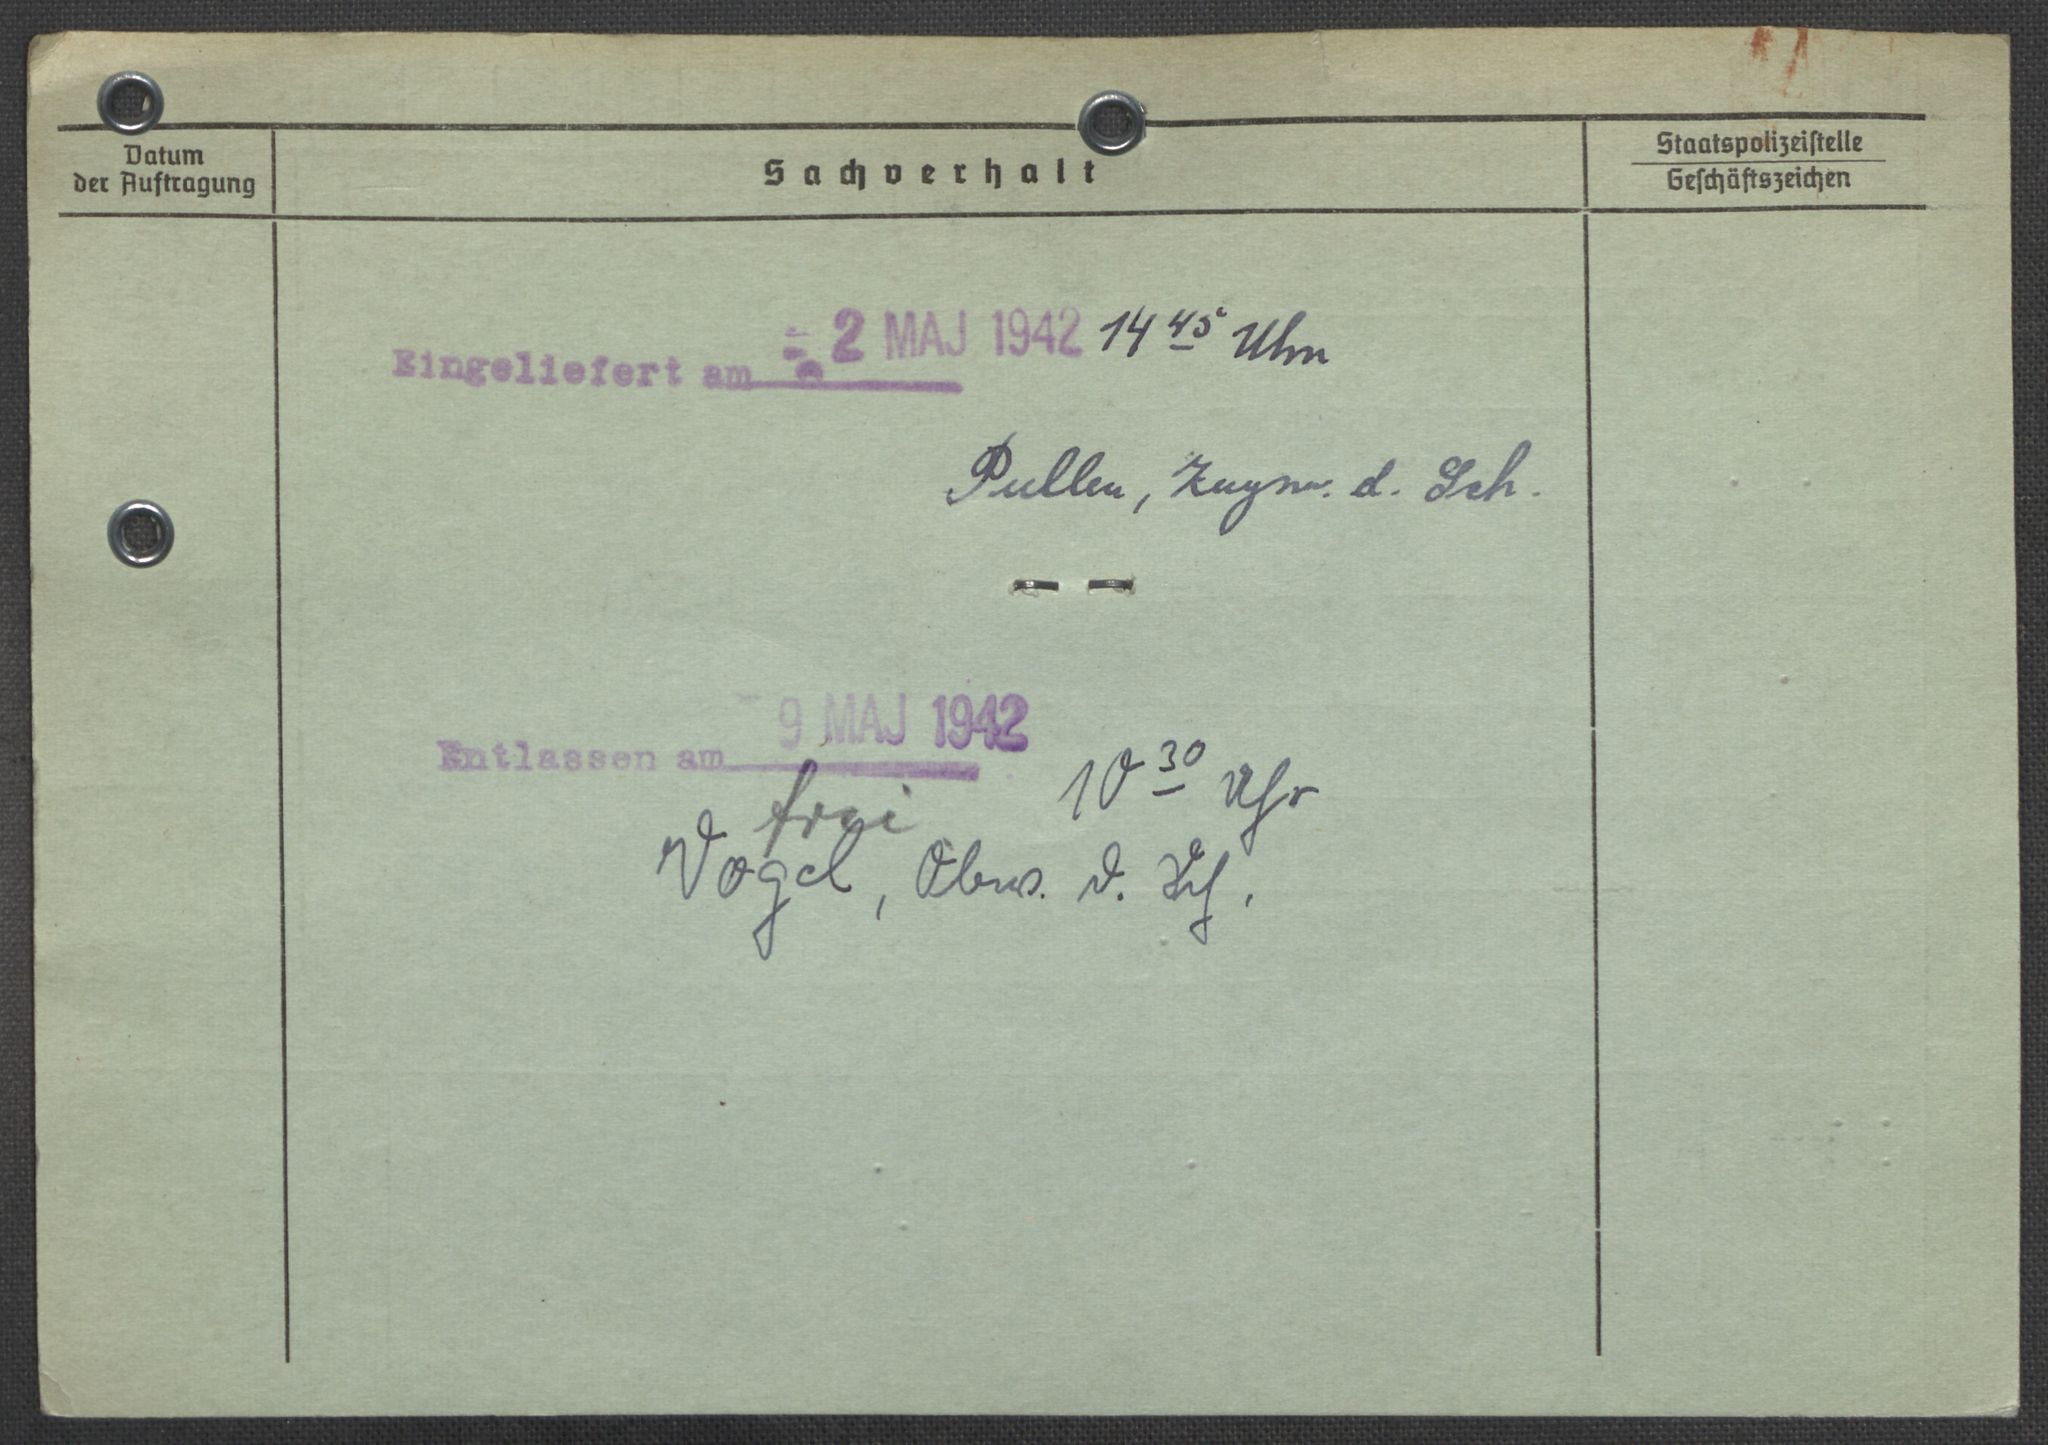 Datum
der Auftragung
Sachverhalt
Staatspolizeistelle
Geschäftszeichen
Eingeliefert am - 2 MAJ 1942 14 45 Uhr
Pullen, Zugw. d. Sch.
Entlassen am - 9 MAJ 1942
frei 10 30 Uhr
Vogel, Obw. d. Sch.